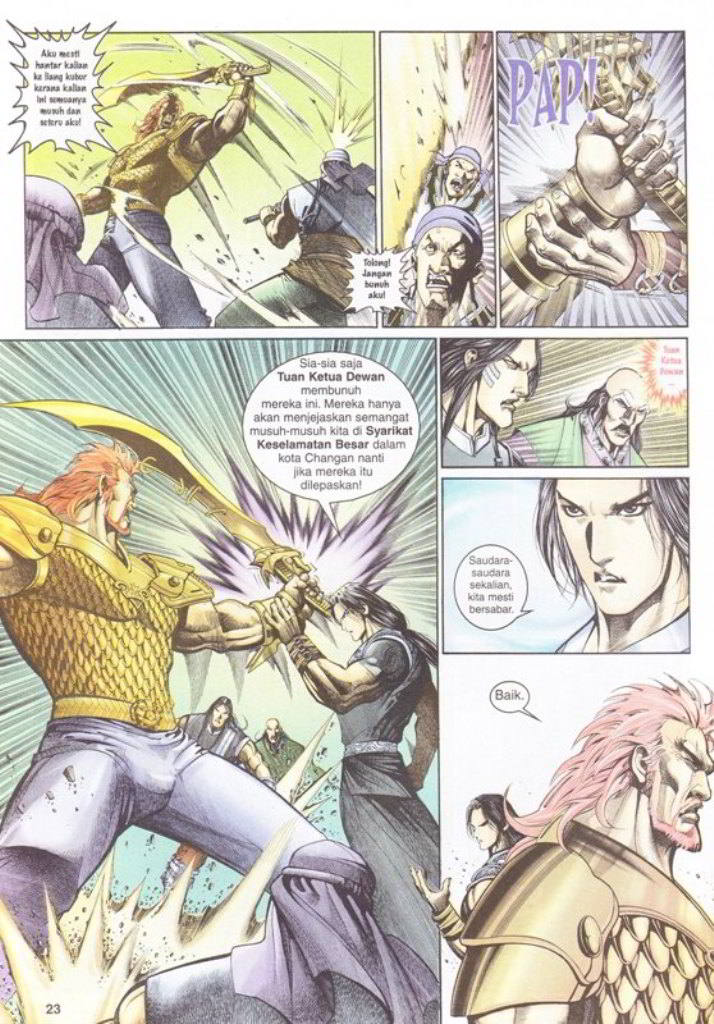 Aku mesti
hantar kalian
ke liang kubur
kerana kalian
ini semuanya
musuh dan
seteru aku!
Tolong!
Jangan
bunuh
aku!
PAP!
Sia-sia saja
Tuan Ketua Dewan
membunuh
mereka ini. Mereka hanya
akan menjejaskan semangat
musuh-musuh kita di Syarikat
Keselamatan Besar dalam
kota Changan nanti
jika mereka itu
dilepaskan!
Tuan
Ketua
Dewan
...
Saudara-
saudara
sekalian,
kita mesti
bersabar.
Baik.
23